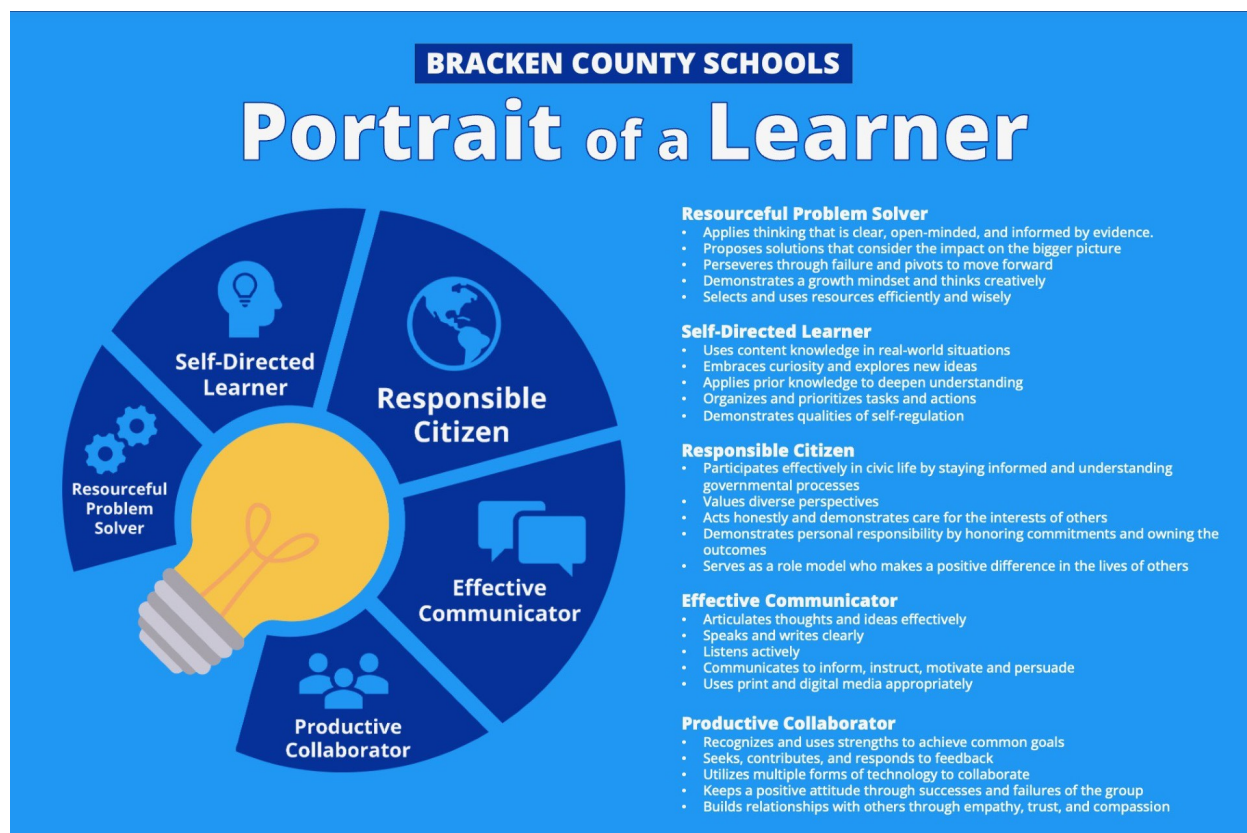 BRACKEN COUNTY SCHOOLS
Portrait of a Learner
Self-Directed
Learner
Responsible
Citizen
Resourceful
Problem
Solver
Effective
Communicator
Productive
Collaborator
Resourceful Problem Solver
• Applies thinking that is clear, open-minded, and informed by evidence.
• Proposes solutions that consider the impact on the bigger picture
• Perseveres through failure and pivots to move forward
• Demonstrates a growth mindset and thinks creatively
• Selects and uses resources efficiently and wisely
Self-Directed Learner
• Uses content knowledge in real-world situations
• Embraces curiosity and explores new ideas
• Applies prior knowledge to deepen understanding
• Organizes and prioritizes tasks and actions
• Demonstrates qualities of self-regulation
Responsible Citizen
• Participates effectively in civic life by staying informed and understanding
governmental processes
• Values diverse perspectives
• Acts honestly and demonstrates care for the interests of others
• Demonstrates personal responsibility by honoring commitments and owning the
outcomes
• Serves as a role model who makes a positive difference in the lives of others
Effective Communicator
• Articulates thoughts and ideas effectively
• Speaks and writes clearly
• Listens actively
• Communicates to inform, instruct, motivate and persuade
• Uses print and digital media appropriately
Productive Collaborator
• Recognizes and uses strengths to achieve common goals
• Seeks, contributes, and responds to feedback
• Utilizes multiple forms of technology to collaborate
• Keeps a positive attitude through successes and failures of the group
• Builds relationships with others through empathy, trust, and compassion